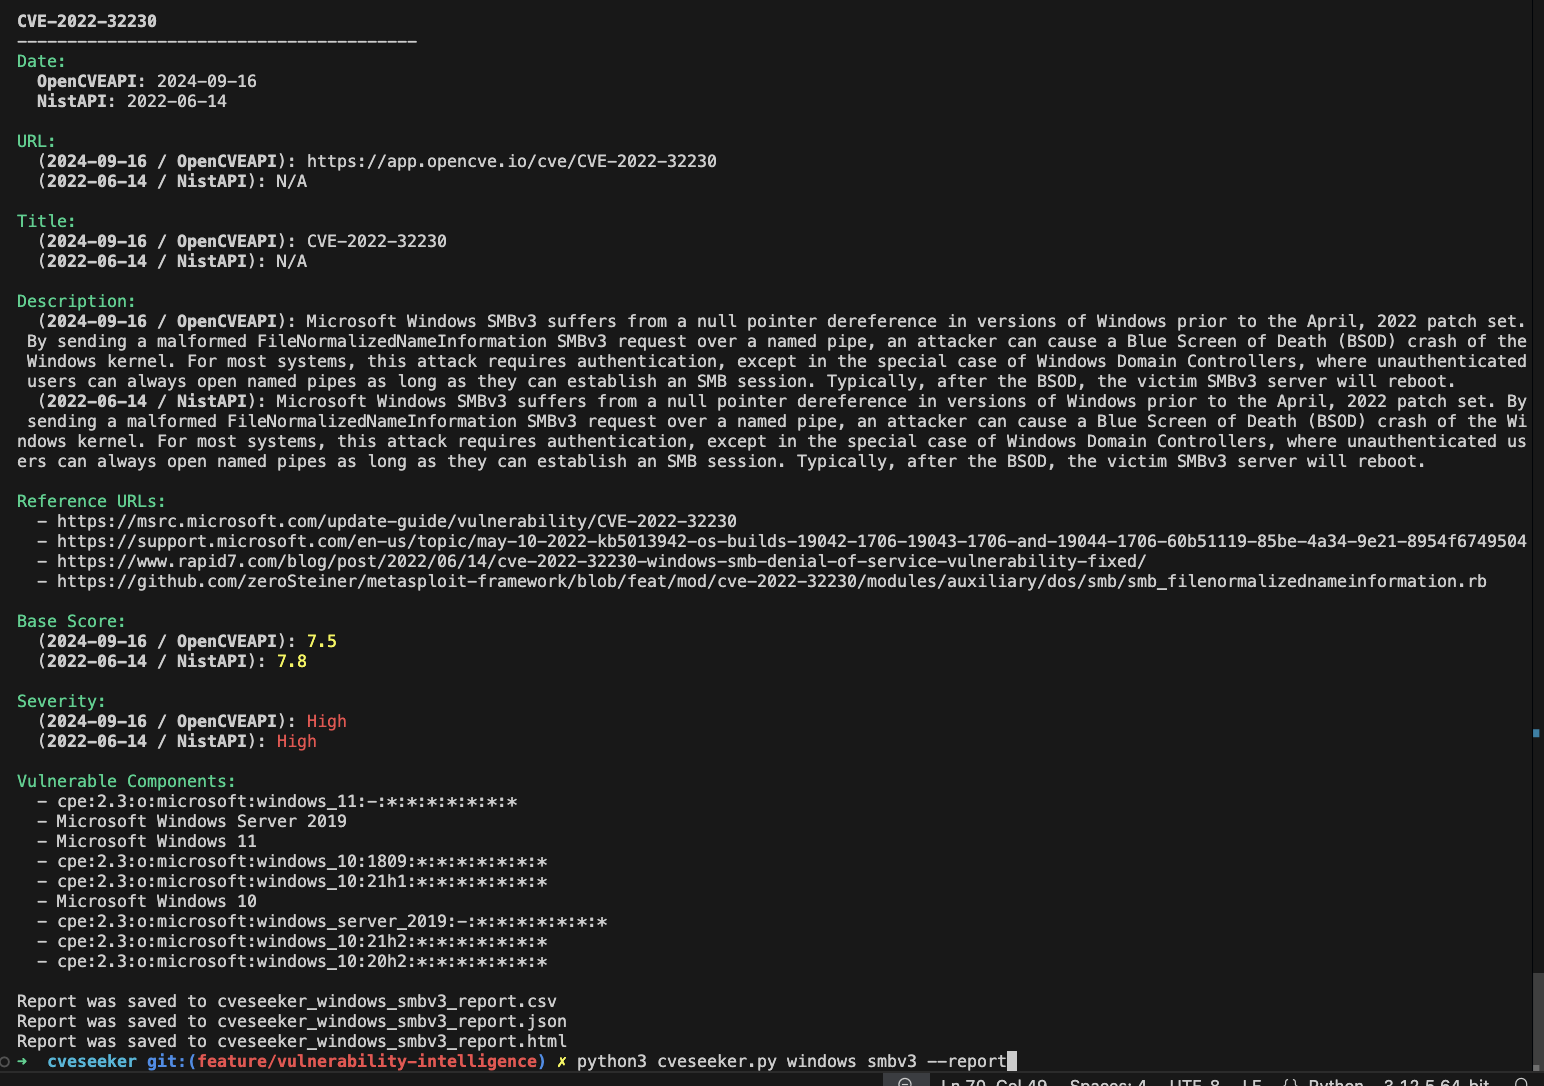 CVE-2022-32230
----------------------------------------
Date:
OpenCVEAPI: 2024-09-16
NistAPI: 2022-06-14
URL:
(2024-09-16 / OpenCVEAPI): https://app.opencve.io/cve/CVE-2022-32230
(2022-06-14 / NistAPI): N/A
Title:
(2024-09-16 / OpenCVEAPI): CVE-2022-32230
(2022-06-14 / NistAPI): N/A
Description:
(2024-09-16 / OpenCVEAPI): Microsoft Windows SMBv3 suffers from a null pointer dereference in versions of Windows prior to the April, 2022 patch set.
By sending a malformed FileNormalizedNameInformation SMBv3 request over a named pipe, an attacker can cause a Blue Screen of Death (BSOD) crash of the
Windows kernel. For most systems, this attack requires authentication, except in the special case of Windows Domain Controllers, where unauthenticated
users can always open named pipes as long as they can establish an SMB session. Typically, after the BSOD, the victim SMBv3 server will reboot.
(2022-06-14 / NistAPI): Microsoft Windows SMBv3 suffers from a null pointer dereference in versions of Windows prior to the April, 2022 patch set. By
sending a malformed FileNormalizedNameInformation SMBv3 request over a named pipe, an attacker can cause a Blue Screen of Death (BSOD) crash of the Wi
ndows kernel. For most systems, this attack requires authentication, except in the special case of Windows Domain Controllers, where unauthenticated us
ers can always open named pipes as long as they can establish an SMB session. Typically, after the BSOD, the victim SMBv3 server will reboot.
Reference URLs:
- https://msrc.microsoft.com/update-guide/vulnerability/CVE-2022-32230
- https://support.microsoft.com/en-us/topic/may-10-2022-kb5013942-os-builds-19042-1706-19043-1706-and-19044-1706-60b51119-85be-4a34-9e21-8954f6749504
- https://www.rapid7.com/blog/post/2022/06/14/cve-2022-32230-windows-smb-denial-of-service-vulnerability-fixed/
- https://github.com/zeroSteiner/metasploit-framework/blob/feat/mod/cve-2022-32230/modules/auxiliary/dos/smb/smb_filenormalizednameinformation.rb
Base Score:
(2024-09-16 / OpenCVEAPI): 7.5
(2022-06-14 / NistAPI): 7.8
Severity:
(2024-09-16 / OpenCVEAPI): High
(2022-06-14 / NistAPI): High
Vulnerable Components:
- cpe:2.3:o:microsoft:windows_11:-:*:*:*:*:*:*:*
- Microsoft Windows Server 2019
- Microsoft Windows 11
- cpe:2.3:o:microsoft:windows_10:1809:*:*:*:*:*:*:*
- cpe:2.3:o:microsoft:windows_10:21h1:*:*:*:*:*:*:*
- Microsoft Windows 10
- cpe:2.3:o:microsoft:windows_server_2019:-:*:*:*:*:*:*:*
- cpe:2.3:o:microsoft:windows_10:21h2:*:*:*:*:*:*:*
- cpe:2.3:o:microsoft:windows_10:20h2:*:*:*:*:*:*:*
Report was saved to cveseeker_windows_smbv3_report.csv
Report was saved to cveseeker_windows_smbv3_report.json
Report was saved to cveseeker_windows_smbv3_report.html
➜ cveseeker git:(feature/vulnerability-intelligence) ✗ python3 cveseeker.py windows smbv3 --report
Ln 70, Col 49 Spaces: 4 UTF-8 LF {} Python 3.12.5 64-bit